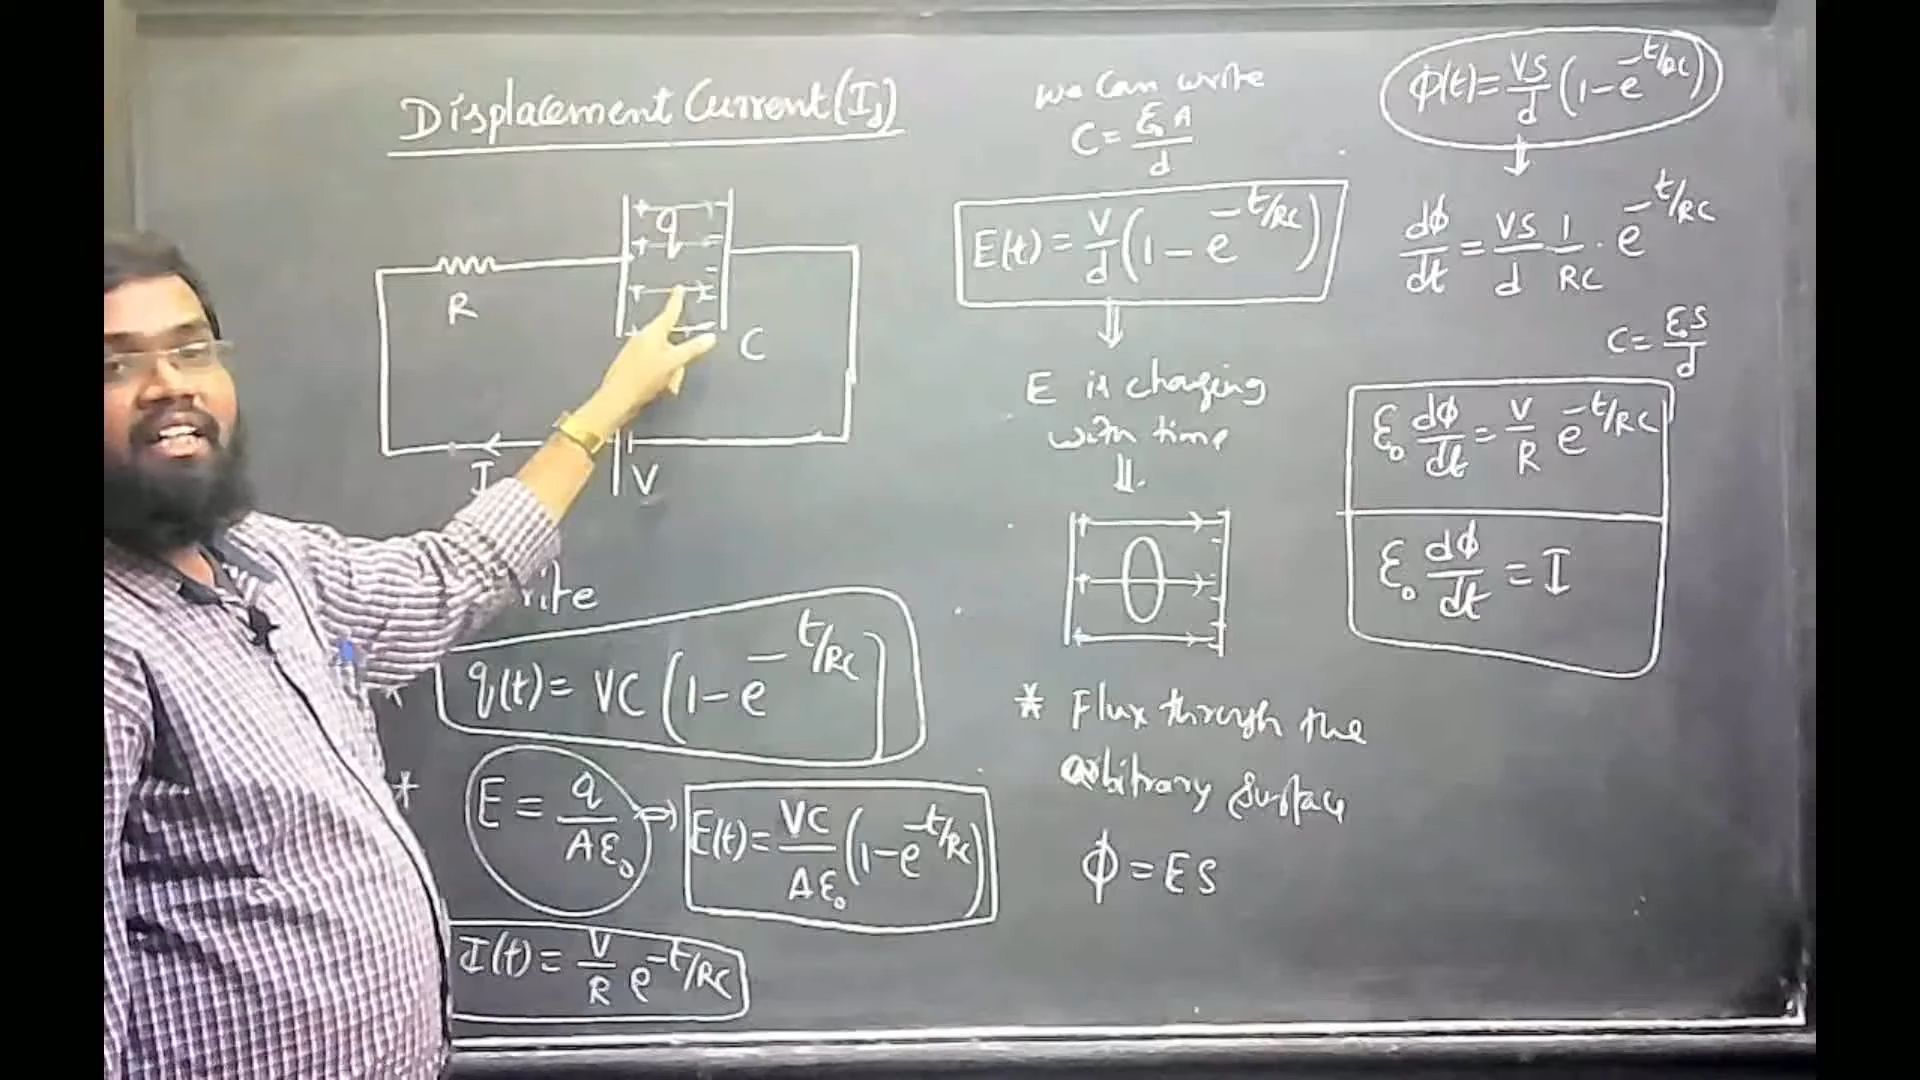 Displacement Current (I_d)
q
R
C
I
V
rite
* q(t) = VC (1 - e^{-t/RC})
* E = q/Aε₀ ⇒ E(t) = VC/Aε₀ (1 - e^{-t/RC})
I(t) = V/R e^{-t/RC}
we can write
C = ε₀A/d
E(t) = V/d (1 - e^{-t/RC})
⇓
E is changing
with time
⇓
* Flux through the
arbitrary surface
ϕ = ES
ϕ(t) = VS/d (1 - e^{-t/RC})
↓
dϕ/dt = VS/d 1/RC · e^{-t/RC}
C = ε₀S/d
ε₀ dϕ/dt = V/R e^{-t/RC}
ε₀ dϕ/dt = I